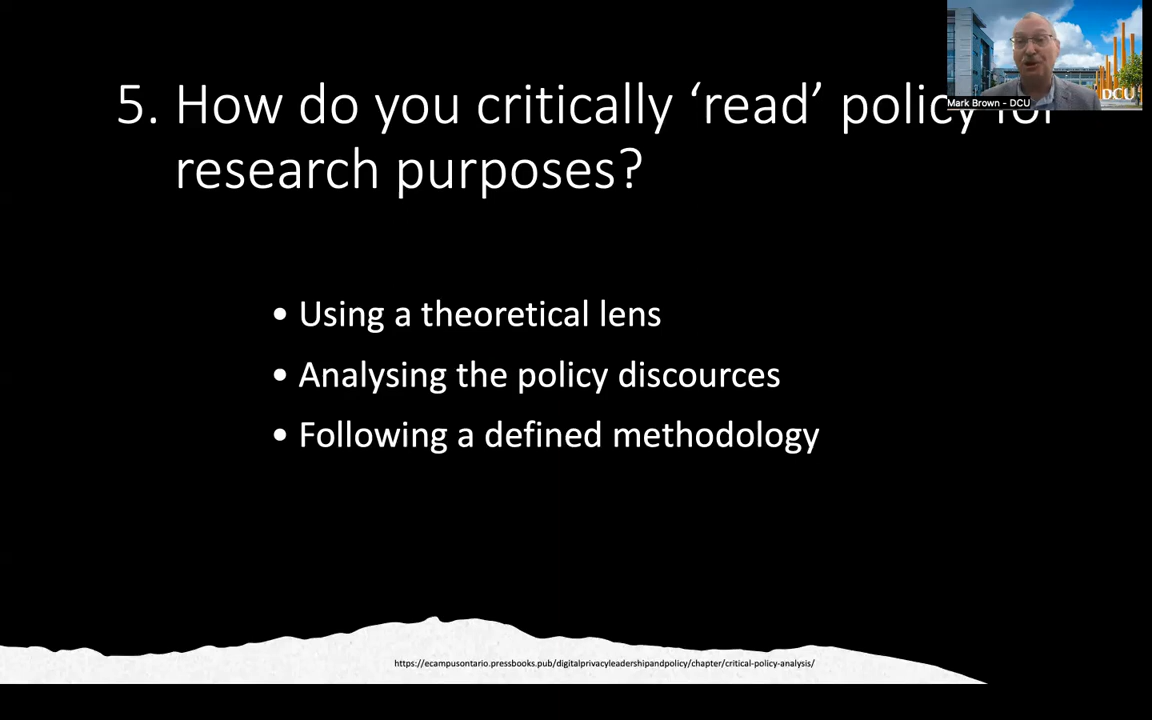 5. How do you critically ‘read’ policy for
research purposes?
Mark Brown - DCU
DCU
• Using a theoretical lens
• Analysing the policy discources
• Following a defined methodology
https://ecampusontario.pressbooks.pub/digitalprivacyleadershipandpolicy/chapter/critical-policy-analysis/